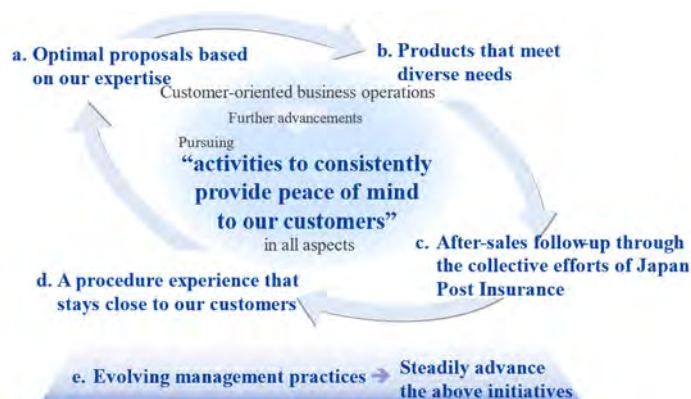 a. Optimal proposals based
on our expertise
b. Products that meet
diverse needs
Customer-oriented business operations
Further advancements
Pursuing
“activities to consistently
provide peace of mind
to our customers”
in all aspects
c. After-sales follow-up through
the collective efforts of Japan
Post Insurance
d. A procedure experience that
stays close to our customers
e. Evolving management practices ➔ Steadily advance
the above initiatives